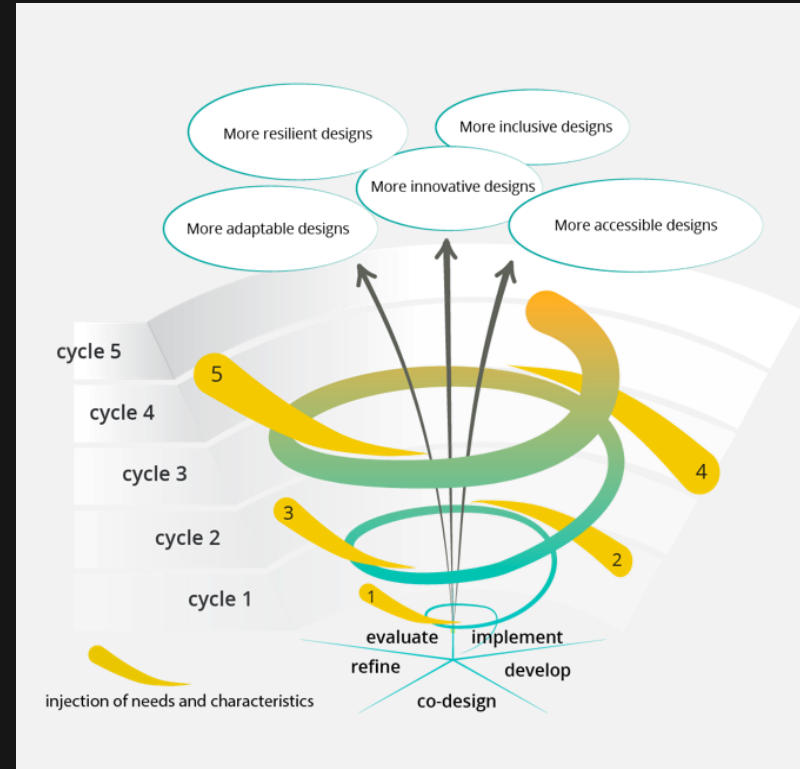 More resilient designs
More inclusive designs
More innovative designs
More adaptable designs
More accessible designs
cycle 5
5
cycle 4
4
cycle 3
3
cycle 2
2
cycle 1
1
evaluate
implement
refine
develop
co-design
injection of needs and characteristics